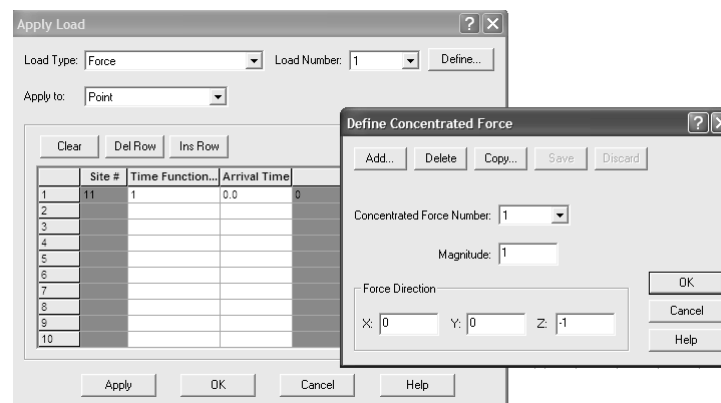 Apply Load
Load Type: Force Load Number: 1 Define...
Apply to: Point
Clear Del Row Ins Row
Site # Time Function... Arrival Time
1 11 1 0.0 0
2
3
4
5
6
7
8
9
10
Apply OK Cancel Help
Define Concentrated Force
Add... Delete Copy... Save Discard
Concentrated Force Number: 1
Magnitude: 1
Force Direction
X: 0 Y: 0 Z: -1
OK
Cancel
Help